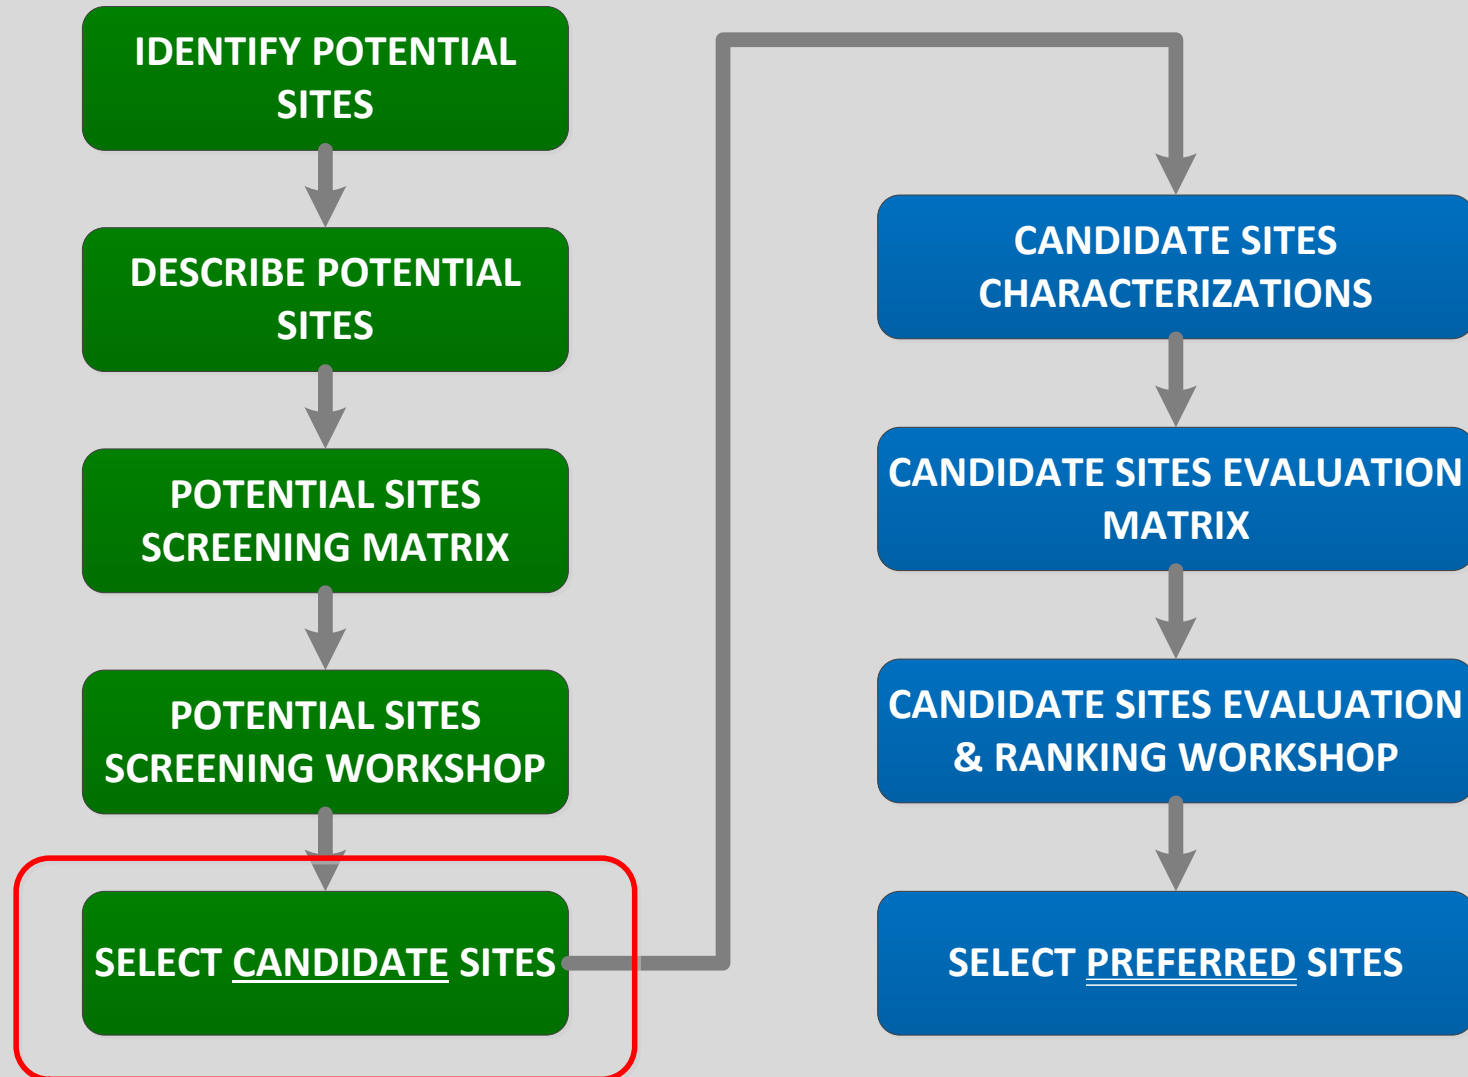 IDENTIFY POTENTIAL
SITES
DESCRIBE POTENTIAL
SITES
POTENTIAL SITES
SCREENING MATRIX
POTENTIAL SITES
SCREENING WORKSHOP
SELECT CANDIDATE SITES
CANDIDATE SITES
CHARACTERIZATIONS
CANDIDATE SITES EVALUATION
MATRIX
CANDIDATE SITES EVALUATION
& RANKING WORKSHOP
SELECT PREFERRED SITES